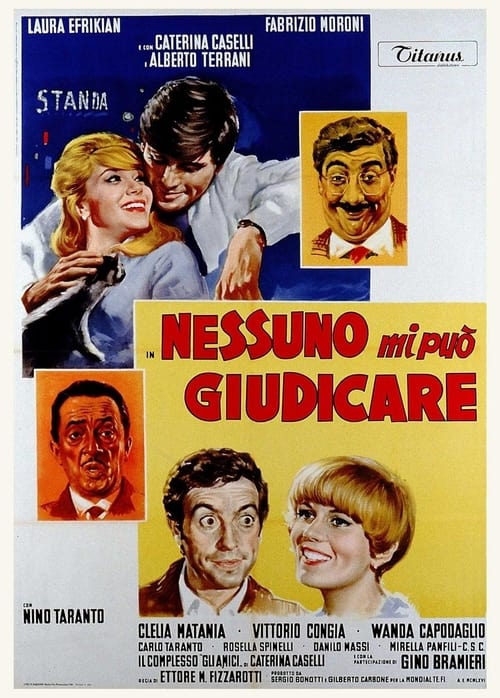 LAURA EFRIKIAN
FABRIZIO MORONI
E CON CATERINA CASELLI
E ALBERTO TERRANI
Titanus
STANDA
IN NESSUNO mi può
GIUDICARE
CON
NINO TARANTO
CLELIA MATANIA · VITTORIO CONGIA · WANDA CAPODAGLIO
CARLO TARANTO · ROSELLA SPINELLI · DANILO MASSI · MIRELLA PANFILI-C.S.C.
IL COMPLESSO "GLI AMICI" DI CATERINA CASELLI
E CON LA PARTECIPAZIONE DI GINO BRAMIERI
REGIA DI ETTORE M. FIZZAROTTI
PRODOTTO DA SERGIO BONOTTI E GILBERTO CARBONE PER LA MONDIAL TE.FI.
A.E. MCMLXVI